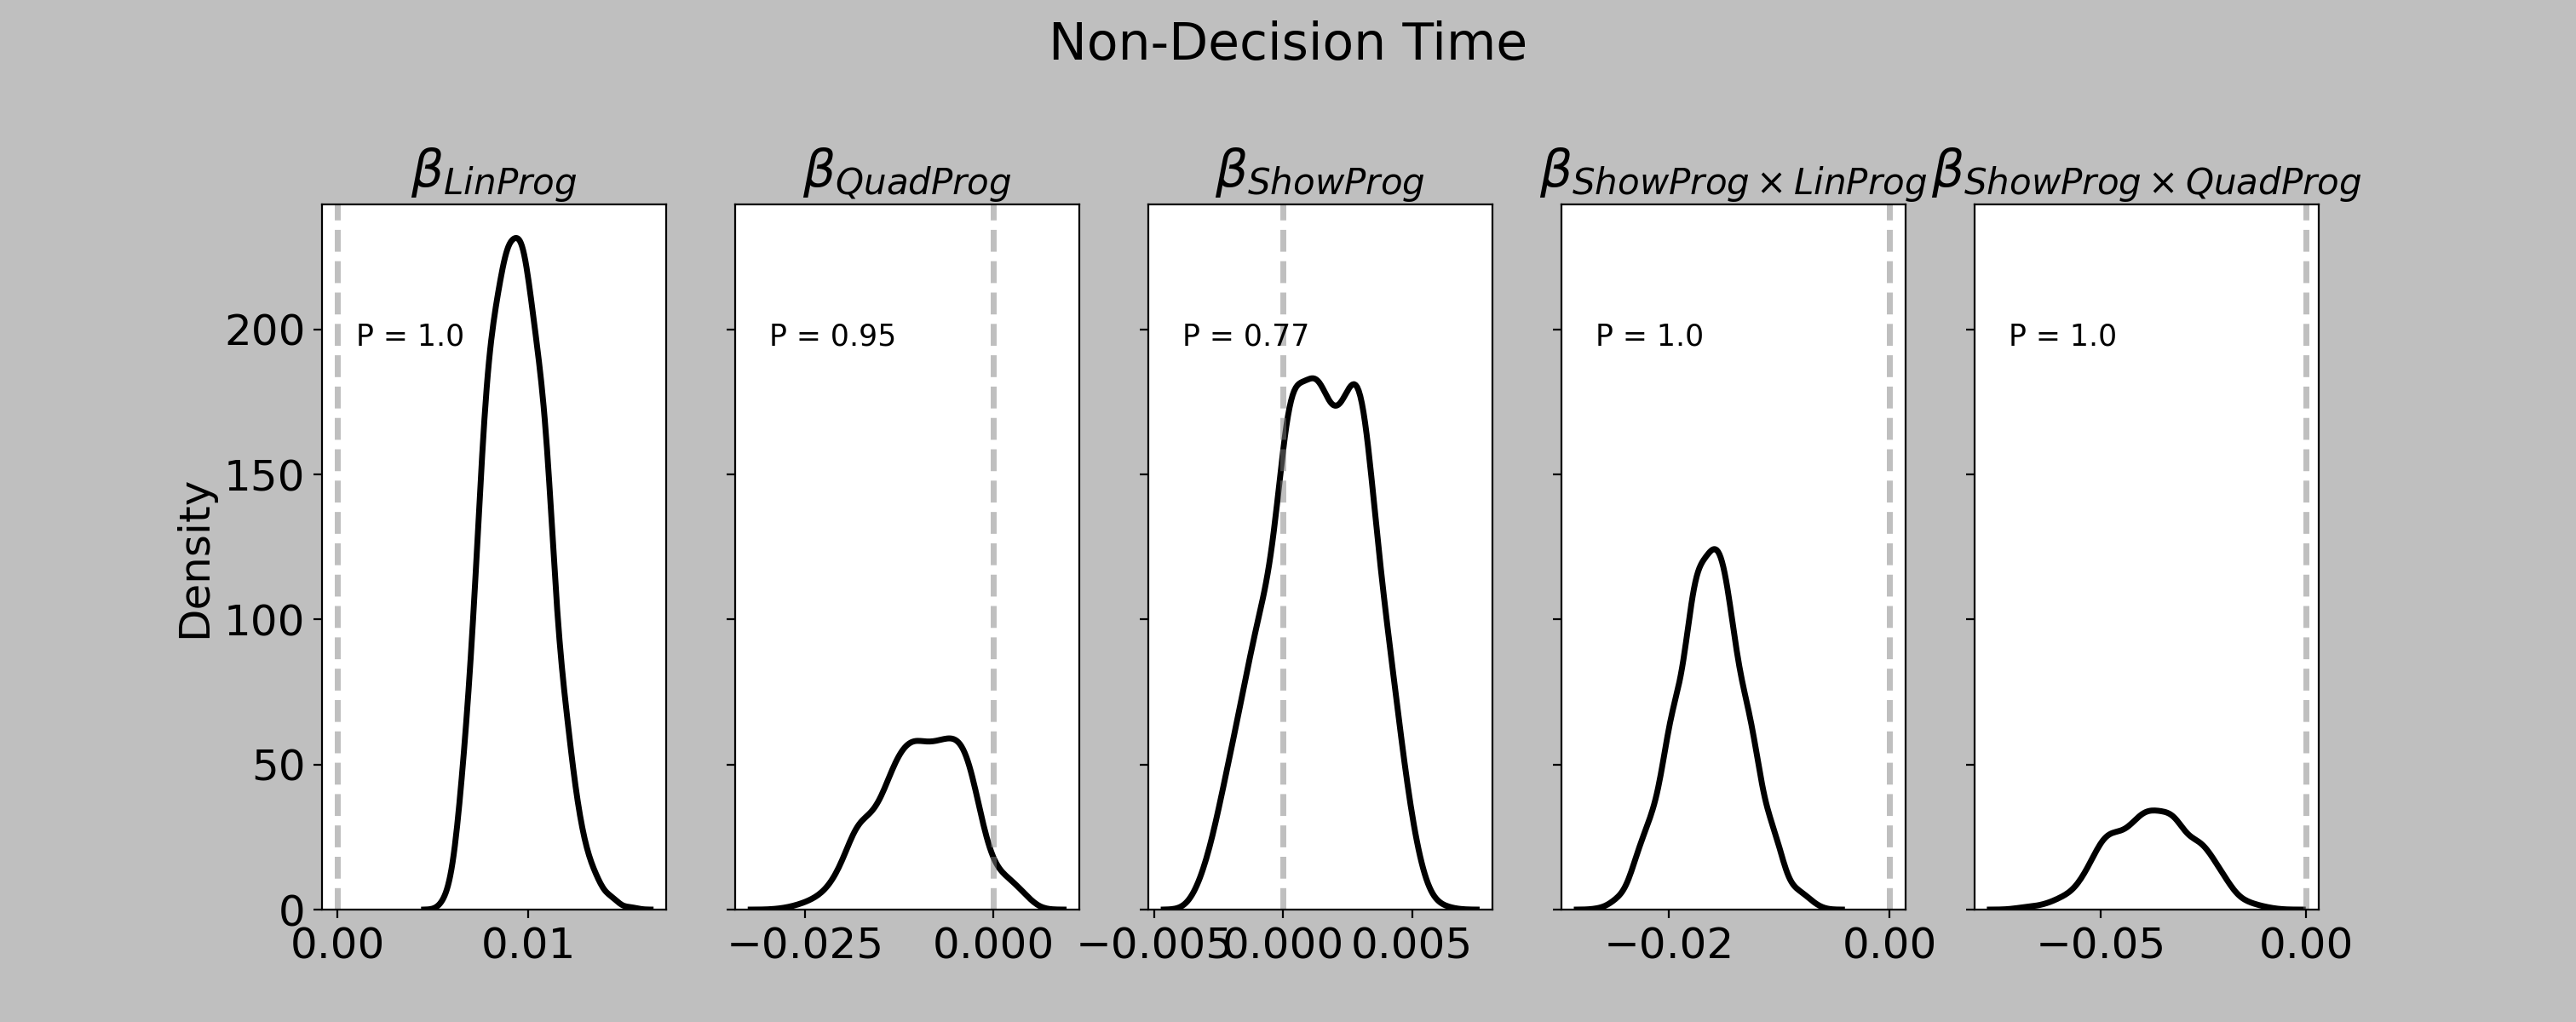 Non-Decision Time
β_LinProg
β_QuadProg
β_ShowProg
β_ShowProg × LinProg
β_ShowProg × QuadProg
P = 1.0
P = 0.95
P = 0.77
P = 1.0
P = 1.0
Density
200
150
100
50
0
0.00 0.01
−0.025 0.000
−0.005 0.000 0.005
−0.02 0.00
−0.05 0.00